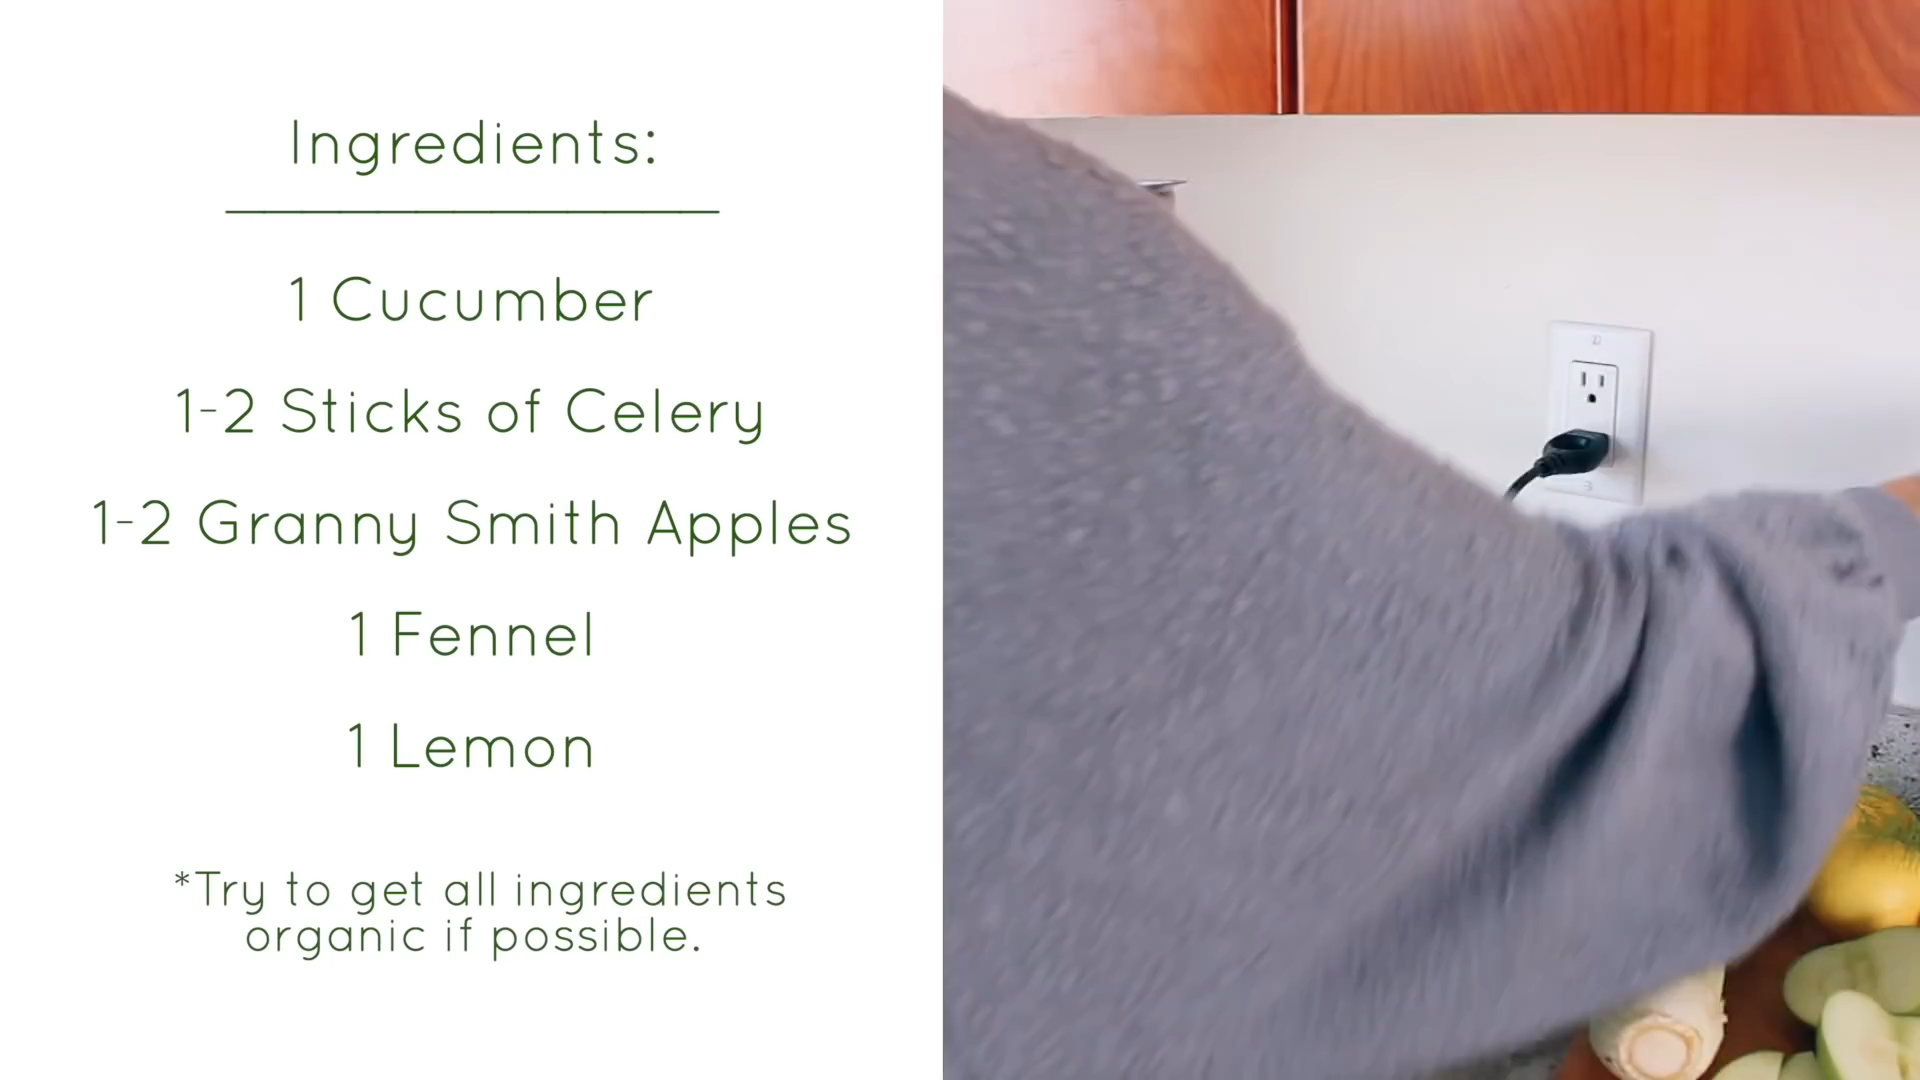 Ingredients:
1 Cucumber
1-2 Sticks of Celery
1-2 Granny Smith Apples
1 Fennel
1 Lemon
*Try to get all ingredients
organic if possible.